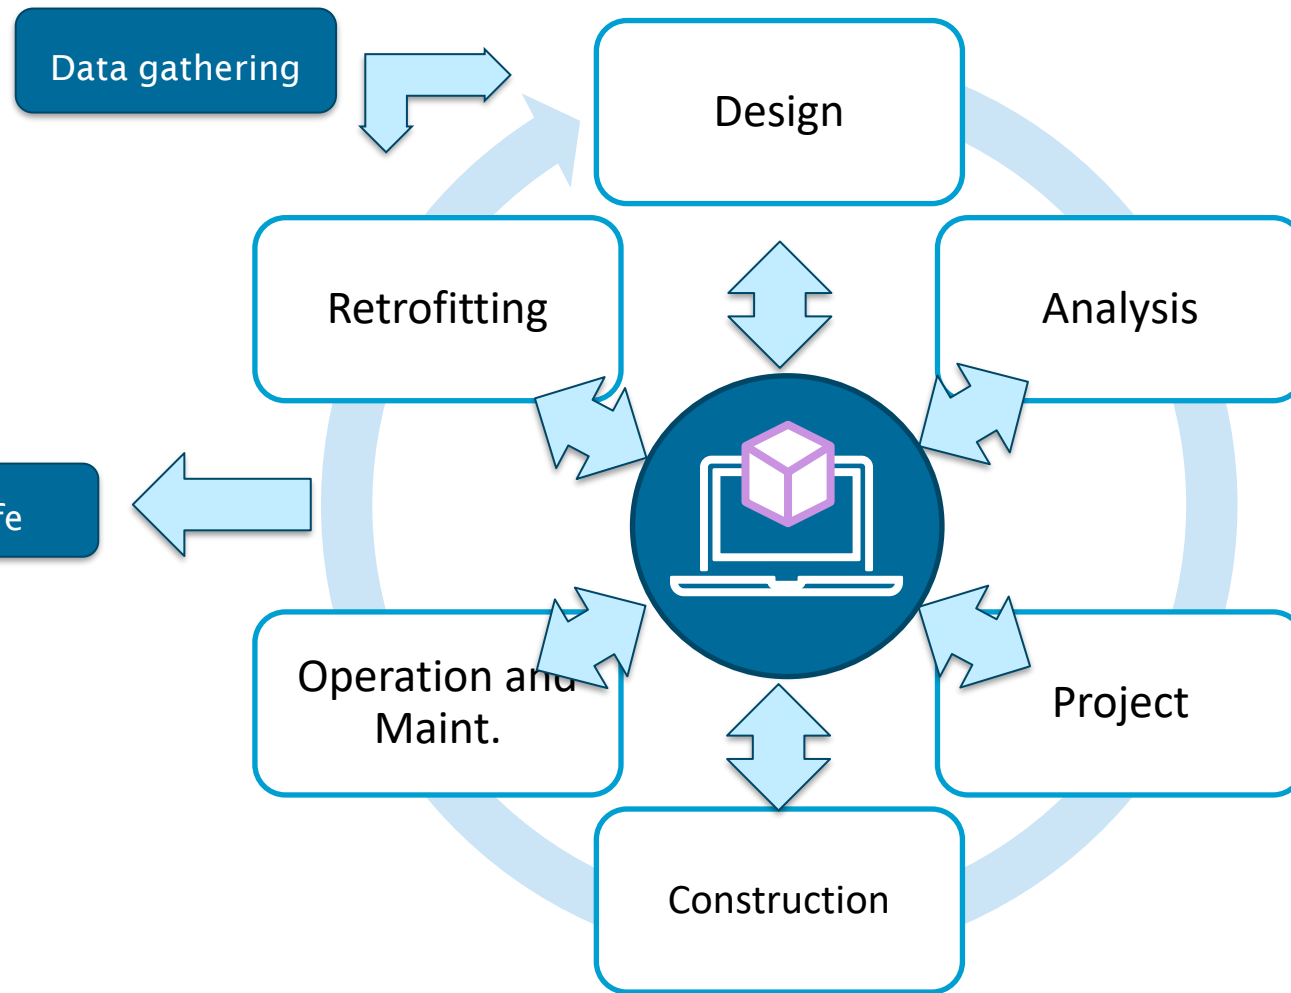 Data gathering
Design
Retrofitting
Analysis
Operation and
Maint.
Project
Construction